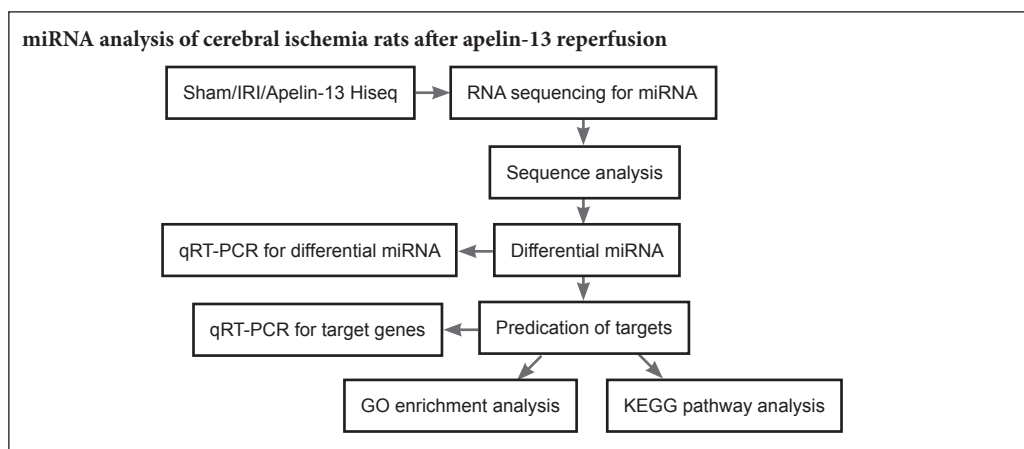 miRNA analysis of cerebral ischemia rats after apelin-13 reperfusion
Sham/IRI/Apelin-13 Hiseq
RNA sequencing for miRNA
Sequence analysis
qRT-PCR for differential miRNA
Differential miRNA
qRT-PCR for target genes
Predication of targets
GO enrichment analysis
KEGG pathway analysis